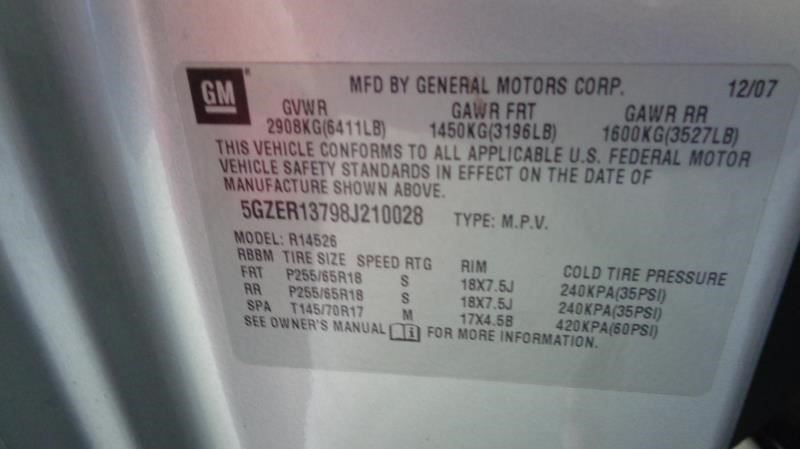 GM ® MFD BY GENERAL MOTORS CORP. 12/07
GVWR GAWR FRT GAWR RR
2908KG(6411LB) 1450KG(3196LB) 1600KG(3527LB)
THIS VEHICLE CONFORMS TO ALL APPLICABLE U.S. FEDERAL MOTOR
VEHICLE SAFETY STANDARDS IN EFFECT ON THE DATE OF
MANUFACTURE SHOWN ABOVE.
5GZER13798J210028 TYPE: M.P.V.
MODEL: R14526
RBBM TIRE SIZE SPEED RTG RIM COLD TIRE PRESSURE
FRT P255/65R18 S 18X7.5J 240KPA(35PSI)
RR P255/65R18 S 18X7.5J 240KPA(35PSI)
SPA T145/70R17 M 17X4.5B 420KPA(60PSI)
SEE OWNER'S MANUAL i FOR MORE INFORMATION.